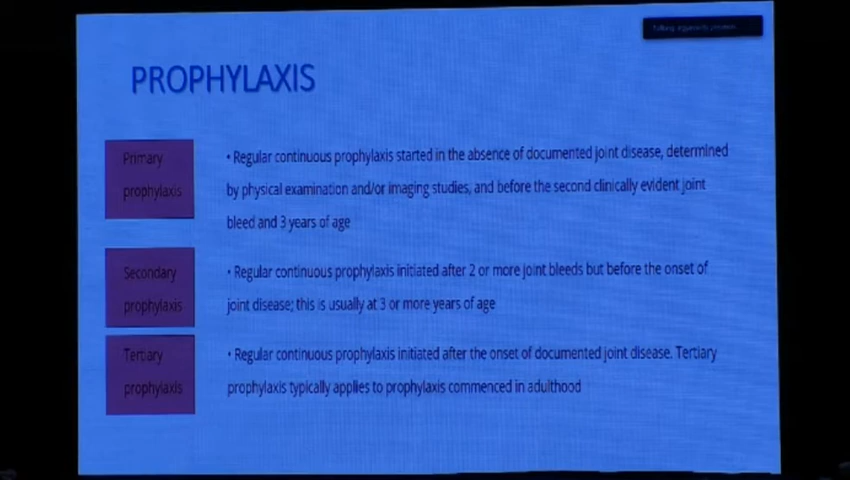 PROPHYLAXIS
Primary
prophylaxis
• Regular continuous prophylaxis started in the absence of documented joint disease, determined
by physical examination and/or imaging studies, and before the second clinically evident joint
bleed and 3 years of age
Secondary
prophylaxis
• Regular continuous prophylaxis initiated after 2 or more joint bleeds but before the onset of
joint disease; this is usually at 3 or more years of age
Tertiary
prophylaxis
• Regular continuous prophylaxis initiated after the onset of documented joint disease. Tertiary
prophylaxis typically applies to prophylaxis commenced in adulthood